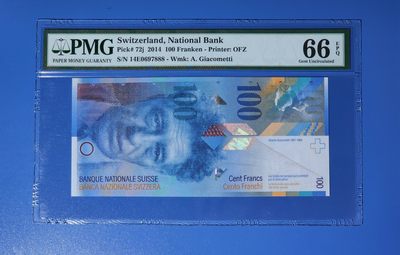 PMG
PAPER MONEY GUARANTY
Switzerland, National Bank
Pick# 72j 2014 100 Franken - Printer: OFZ
S/N 14E0697888 - Wmk: A. Giacometti
66 EPQ
Gem Uncirculated
100
100
BANQUE NATIONALE SUISSE
BANCA NAZIONALE SVIZZERA
Cent Francs
Cento Franchi
100